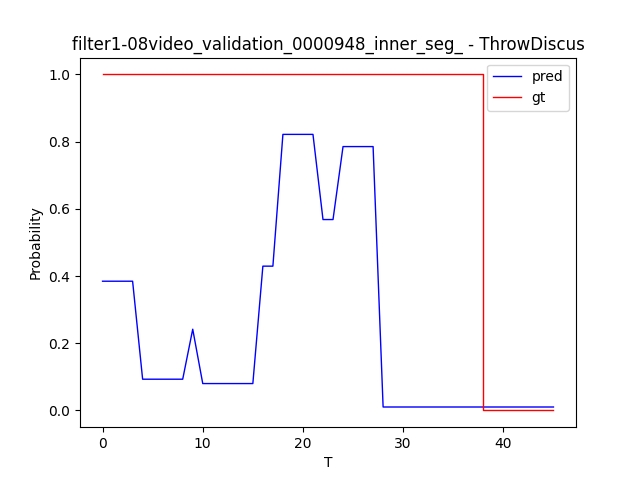 filter1-08video_validation_0000948_inner_seg_ - ThrowDiscus
pred
gt
1.0
0.8
0.6
0.4
0.2
0.0
Probability
0
10
20
30
40
T